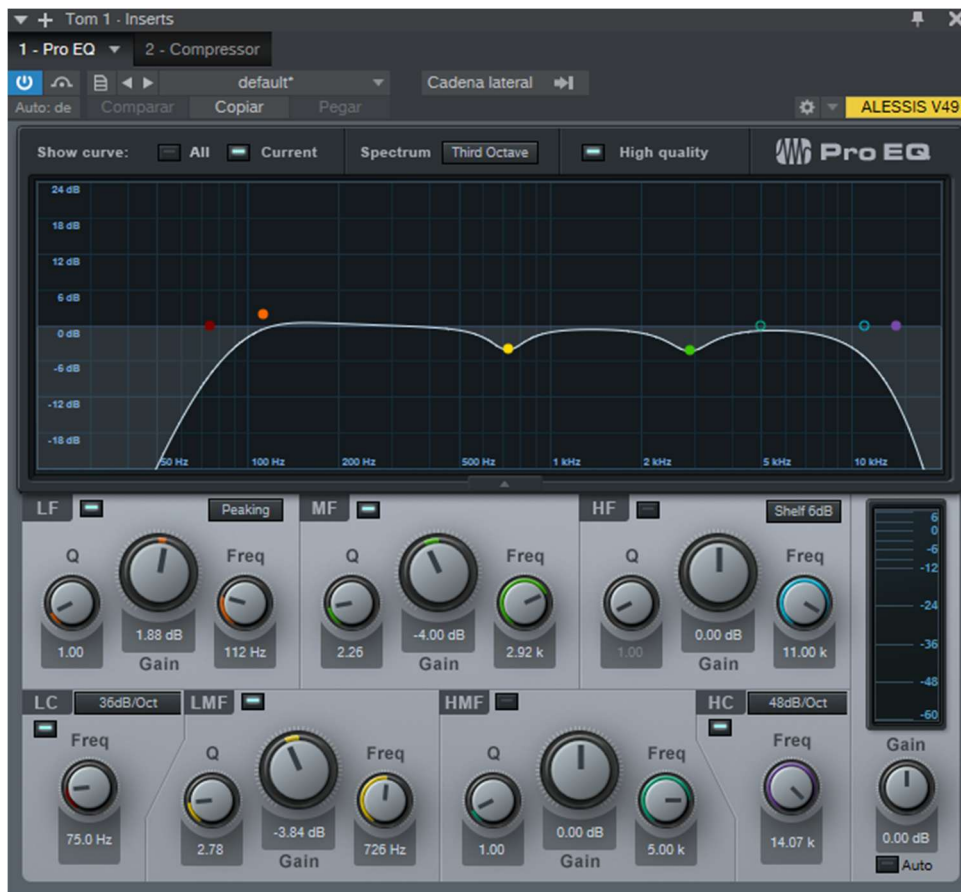 Tom 1 - Inserts
1 - Pro EQ 2 - Compressor
default* Cadena lateral
Auto: de Comparar Copiar Pegar ALESSIS V49
Show curve: All Current Spectrum Third Octave High quality Pro EQ
24 dB
18 dB
12 dB
6 dB
0 dB
-6 dB
-12 dB
-18 dB
50 Hz 100 Hz 200 Hz 500 Hz 1 kHz 2 kHz 5 kHz 10 kHz
LF Peaking MF HF Shelf 6dB
Q Freq Q Freq Q Freq
1.00 1.88 dB 112 Hz 2.26 -4.00 dB 2.92 k 1.00 0.00 dB 11.00 k
Gain Gain Gain
6
0
-6
-12
-24
-36
-48
-60
LC 36dB/Oct LMF HMF HC 48dB/Oct
Freq Q Freq Q Freq Freq Gain
75.0 Hz 2.78 -3.84 dB 726 Hz 1.00 0.00 dB 5.00 k 14.07 k 0.00 dB
Gain Gain Auto